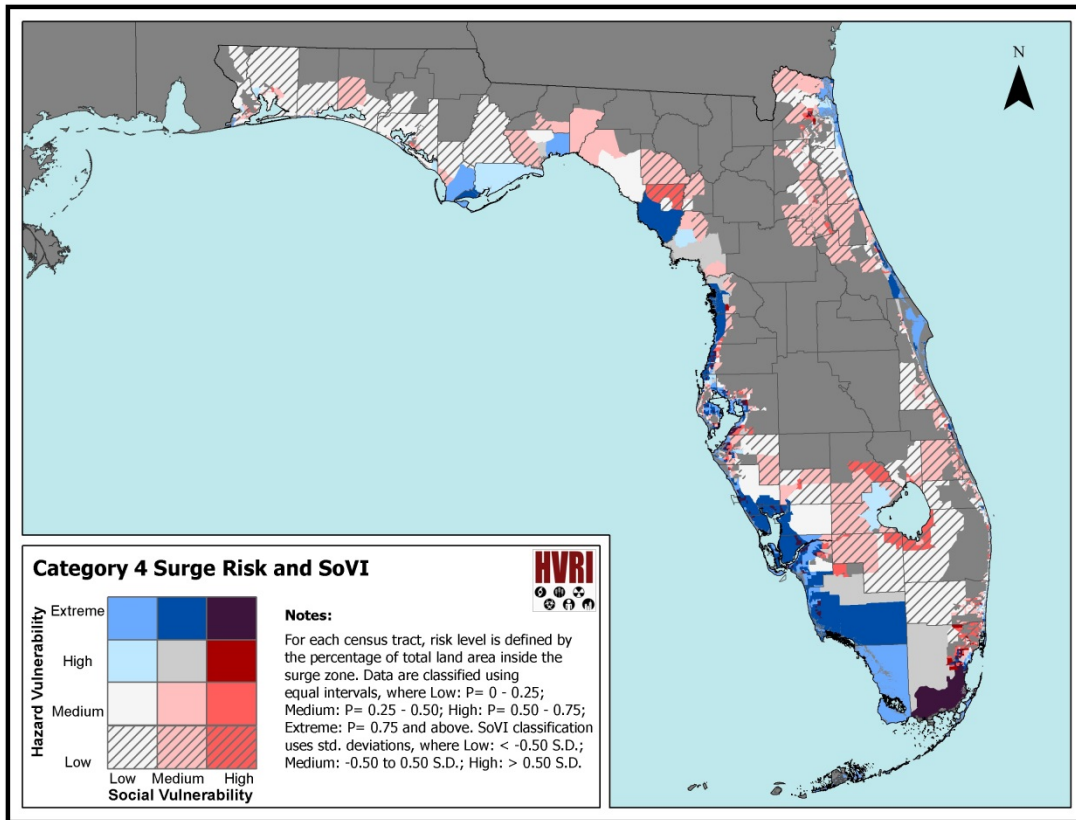 N
Category 4 Surge Risk and SoVI
HVRI
Hazard Vulnerability
Extreme
High
Medium
Low
Low Medium High
Social Vulnerability
Notes:
For each census tract, risk level is defined by
the percentage of total land area inside the
surge zone. Data are classified using
equal intervals, where Low: P= 0 - 0.25;
Medium: P= 0.25 - 0.50; High: P= 0.50 - 0.75;
Extreme: P= 0.75 and above. SoVI classification
uses std. deviations, where Low: < -0.50 S.D.;
Medium: -0.50 to 0.50 S.D.; High: > 0.50 S.D.